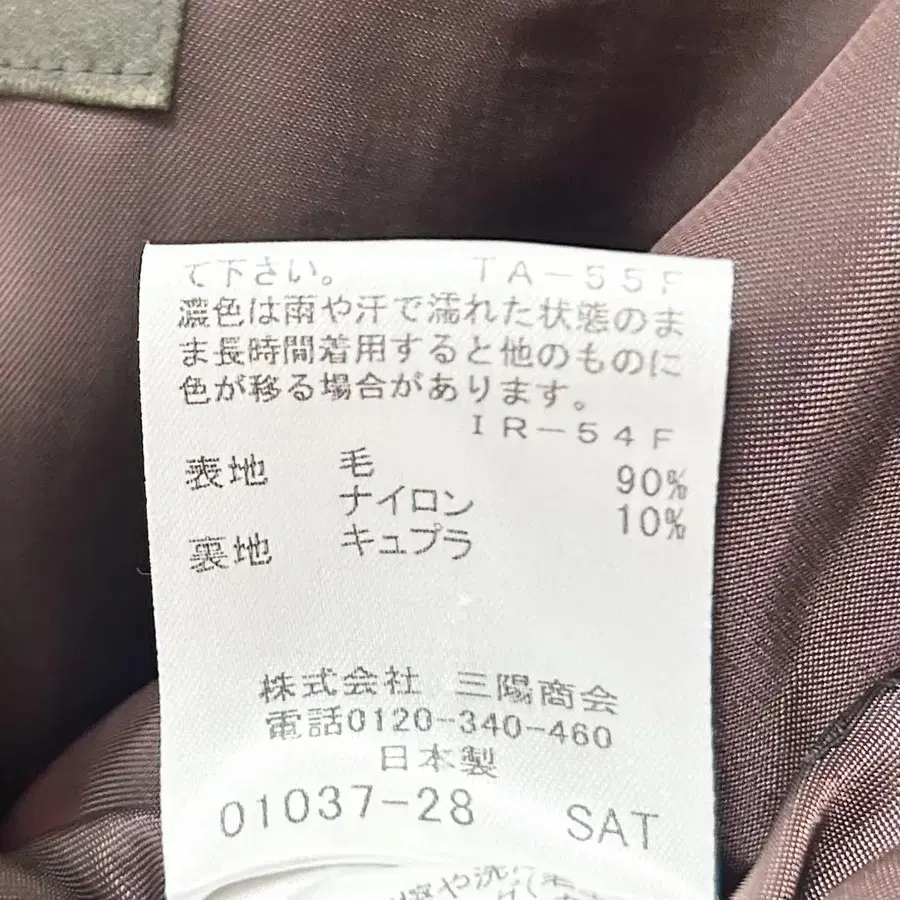 て下さい。 TA-55F
濃色は雨や汗で濡れた状態のま
ま長時間着用すると他のものに
色が移る場合があります。
IR-54F
表地 毛 90%
ナイロン 10%
裏地 キュプラ
株式会社 三陽商会
電話0120-340-460
日本製
01037-28 SAT
や洗